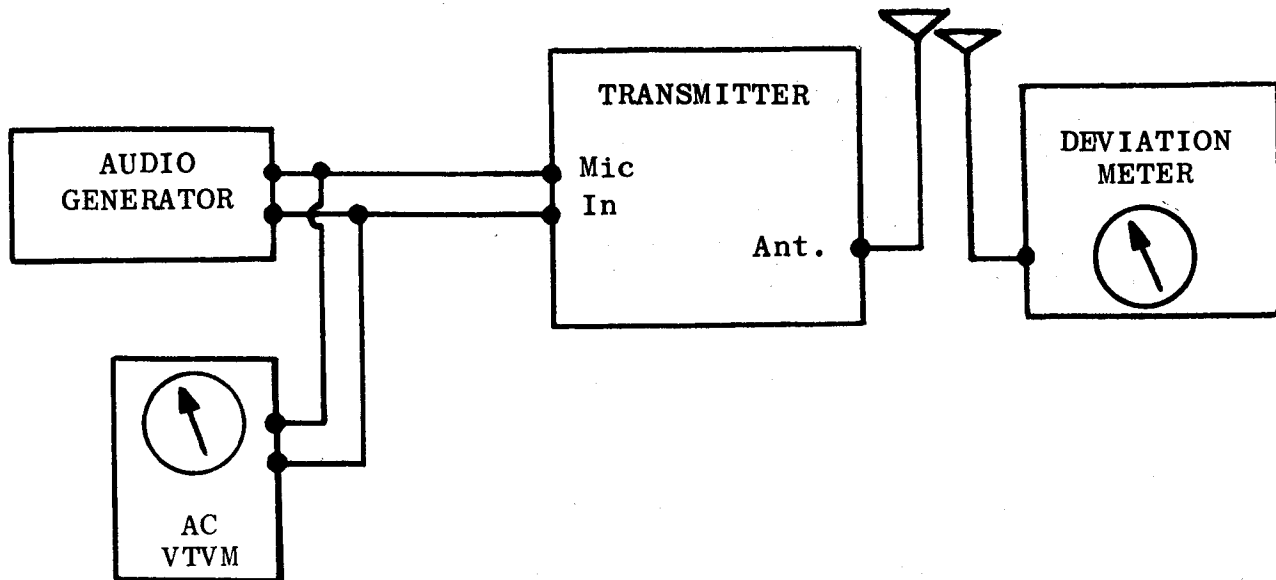 AUDIO
GENERATOR
TRANSMITTER
Mic
In
Ant.
DEVIATION
METER
AC
VTVM